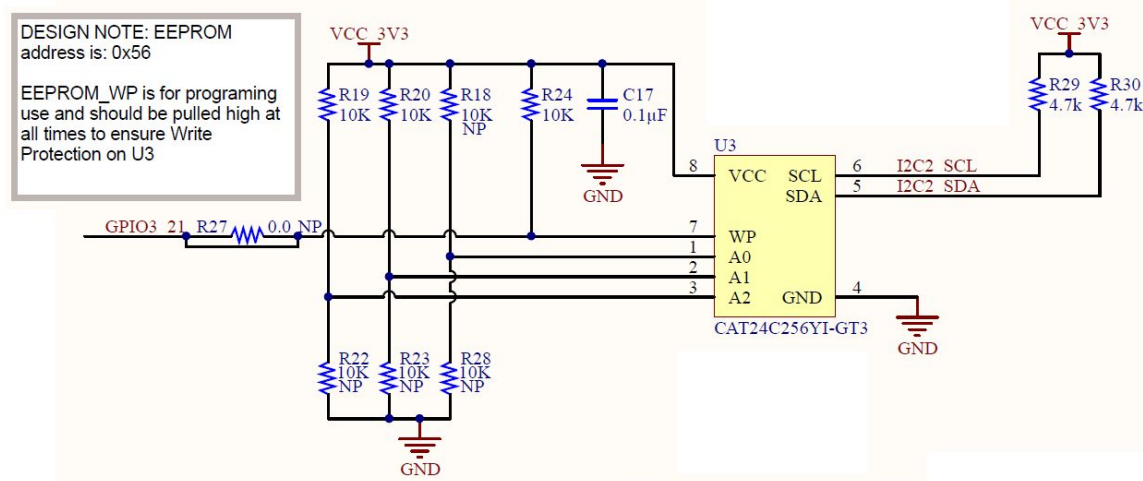 DESIGN NOTE: EEPROM
address is: 0x56
EEPROM_WP is for programing
use and should be pulled high at
all times to ensure Write
Protection on U3
VCC_3V3
R19
10K
R20
10K
R18
10K
NP
R24
10K
C17
0.1µF
GND
VCC_3V3
R29
4.7k
R30
4.7k
U3
8 VCC
SCL 6 I2C2_SCL
SDA 5 I2C2_SDA
GPIO3_21 R27 0.0 NP
7 WP
1 A0
2 A1
3 A2
GND 4
CAT24C256YI-GT3
GND
R22
10K
NP
R23
10K
NP
R28
10K
NP
GND